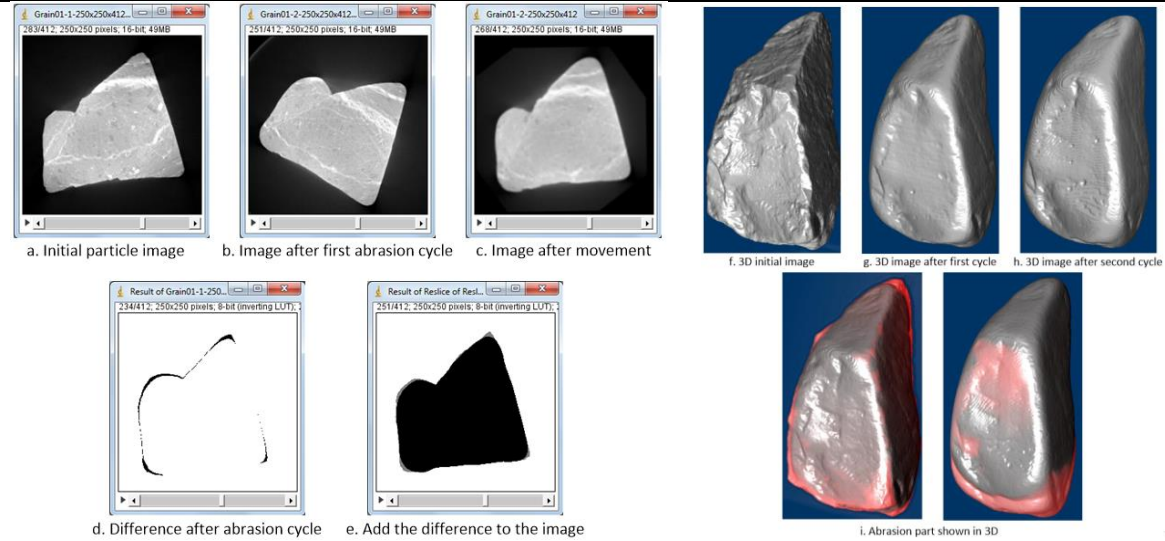 Grain01-1-250x250x412...
283/412; 250x250 pixels; 16-bit; 49MB
a. Initial particle image
Grain01-2-250x250x412...
251/412; 250x250 pixels; 16-bit; 49MB
b. Image after first abrasion cycle
Grain01-2-250x250x412
268/412; 250x250 pixels; 16-bit; 49MB
c. Image after movement
Result of Grain01-1-250...
234/412; 250x250 pixels; 8-bit (inverting LUT);
d. Difference after abrasion cycle
Result of Reslice of Resl...
251/412; 250x250 pixels; 8-bit (inverting LUT);
e. Add the difference to the image
f. 3D initial image
g. 3D image after first cycle
h. 3D image after second cycle
i. Abrasion part shown in 3D